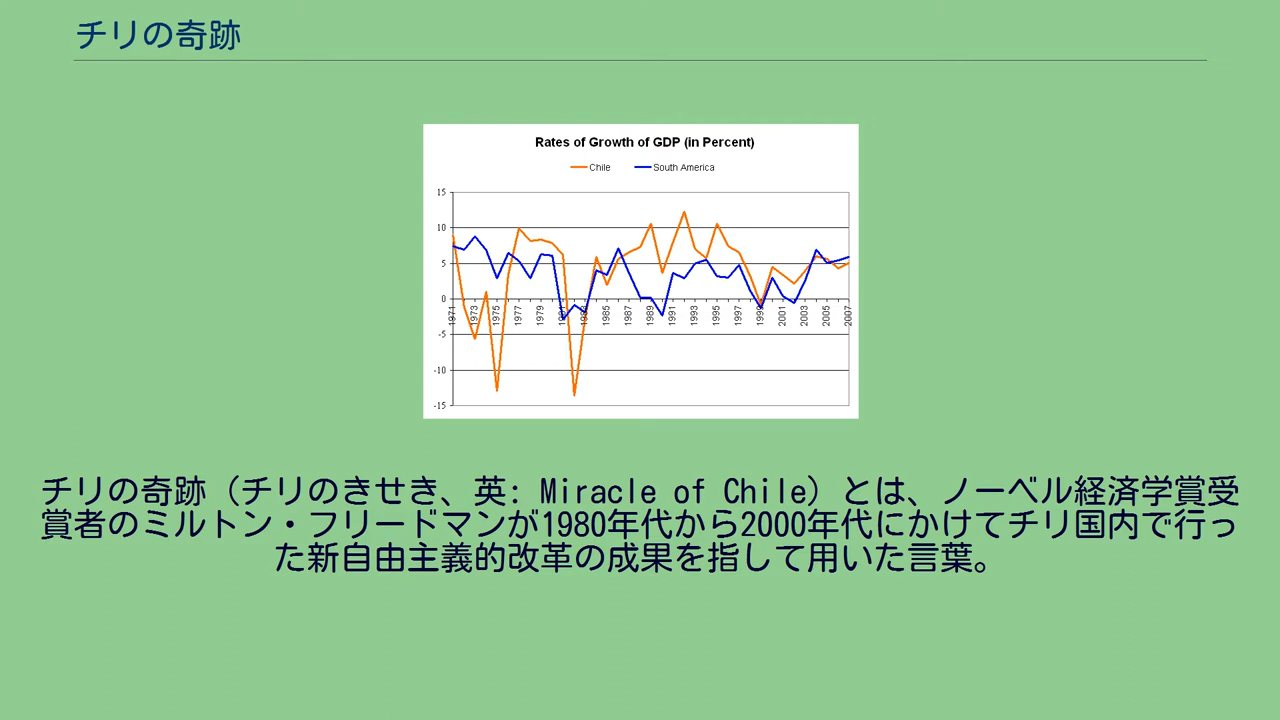 チリの奇跡
Rates of Growth of GDP (in Percent)
Chile South America
15
10
5
0
-5
-10
-15
1971 1973 1975 1977 1979 1981 1983 1985 1987 1989 1991 1993 1995 1997 1999 2001 2003 2005 2007
チリの奇跡（チリのきせき、英: Miracle of Chile）とは、ノーベル経済学賞受
賞者のミルトン・フリードマンが1980年代から2000年代にかけてチリ国内で行っ
た新自由主義的改革の成果を指して用いた言葉。